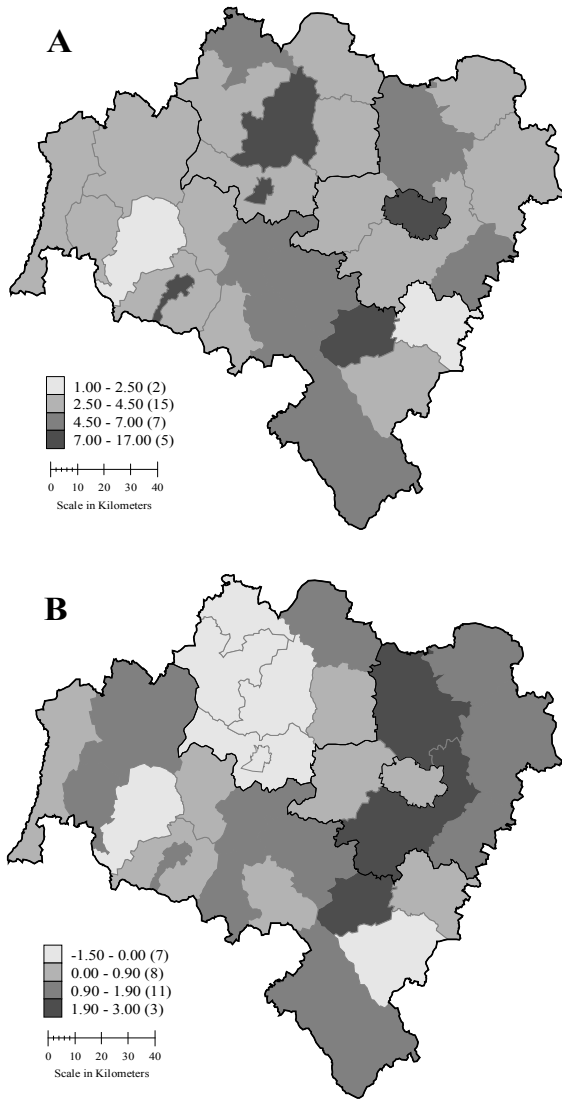 A
1.00 - 2.50 (2)
2.50 - 4.50 (15)
4.50 - 7.00 (7)
7.00 - 17.00 (5)
0 10 20 30 40
Scale in Kilometers
B
-1.50 - 0.00 (7)
0.00 - 0.90 (8)
0.90 - 1.90 (11)
1.90 - 3.00 (3)
0 10 20 30 40
Scale in Kilometers